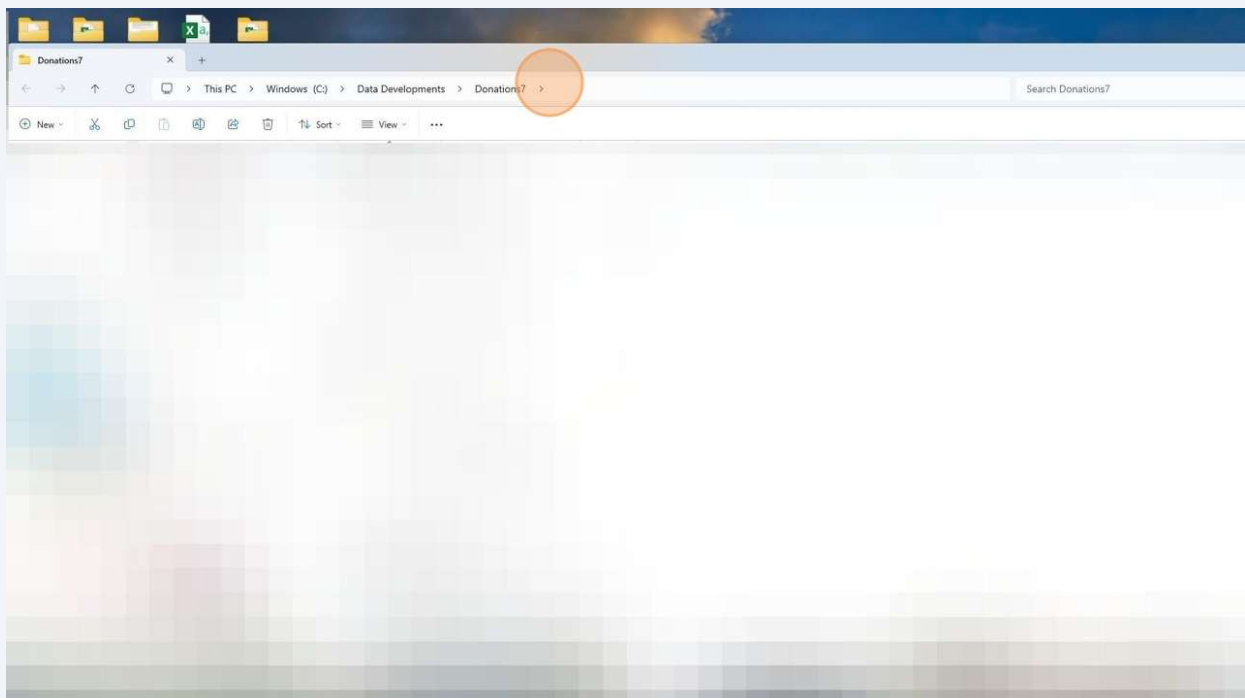 Donations7
This PC > Windows (C:) > Data Developments > Donations7 >
Search Donations7
New
Sort
View